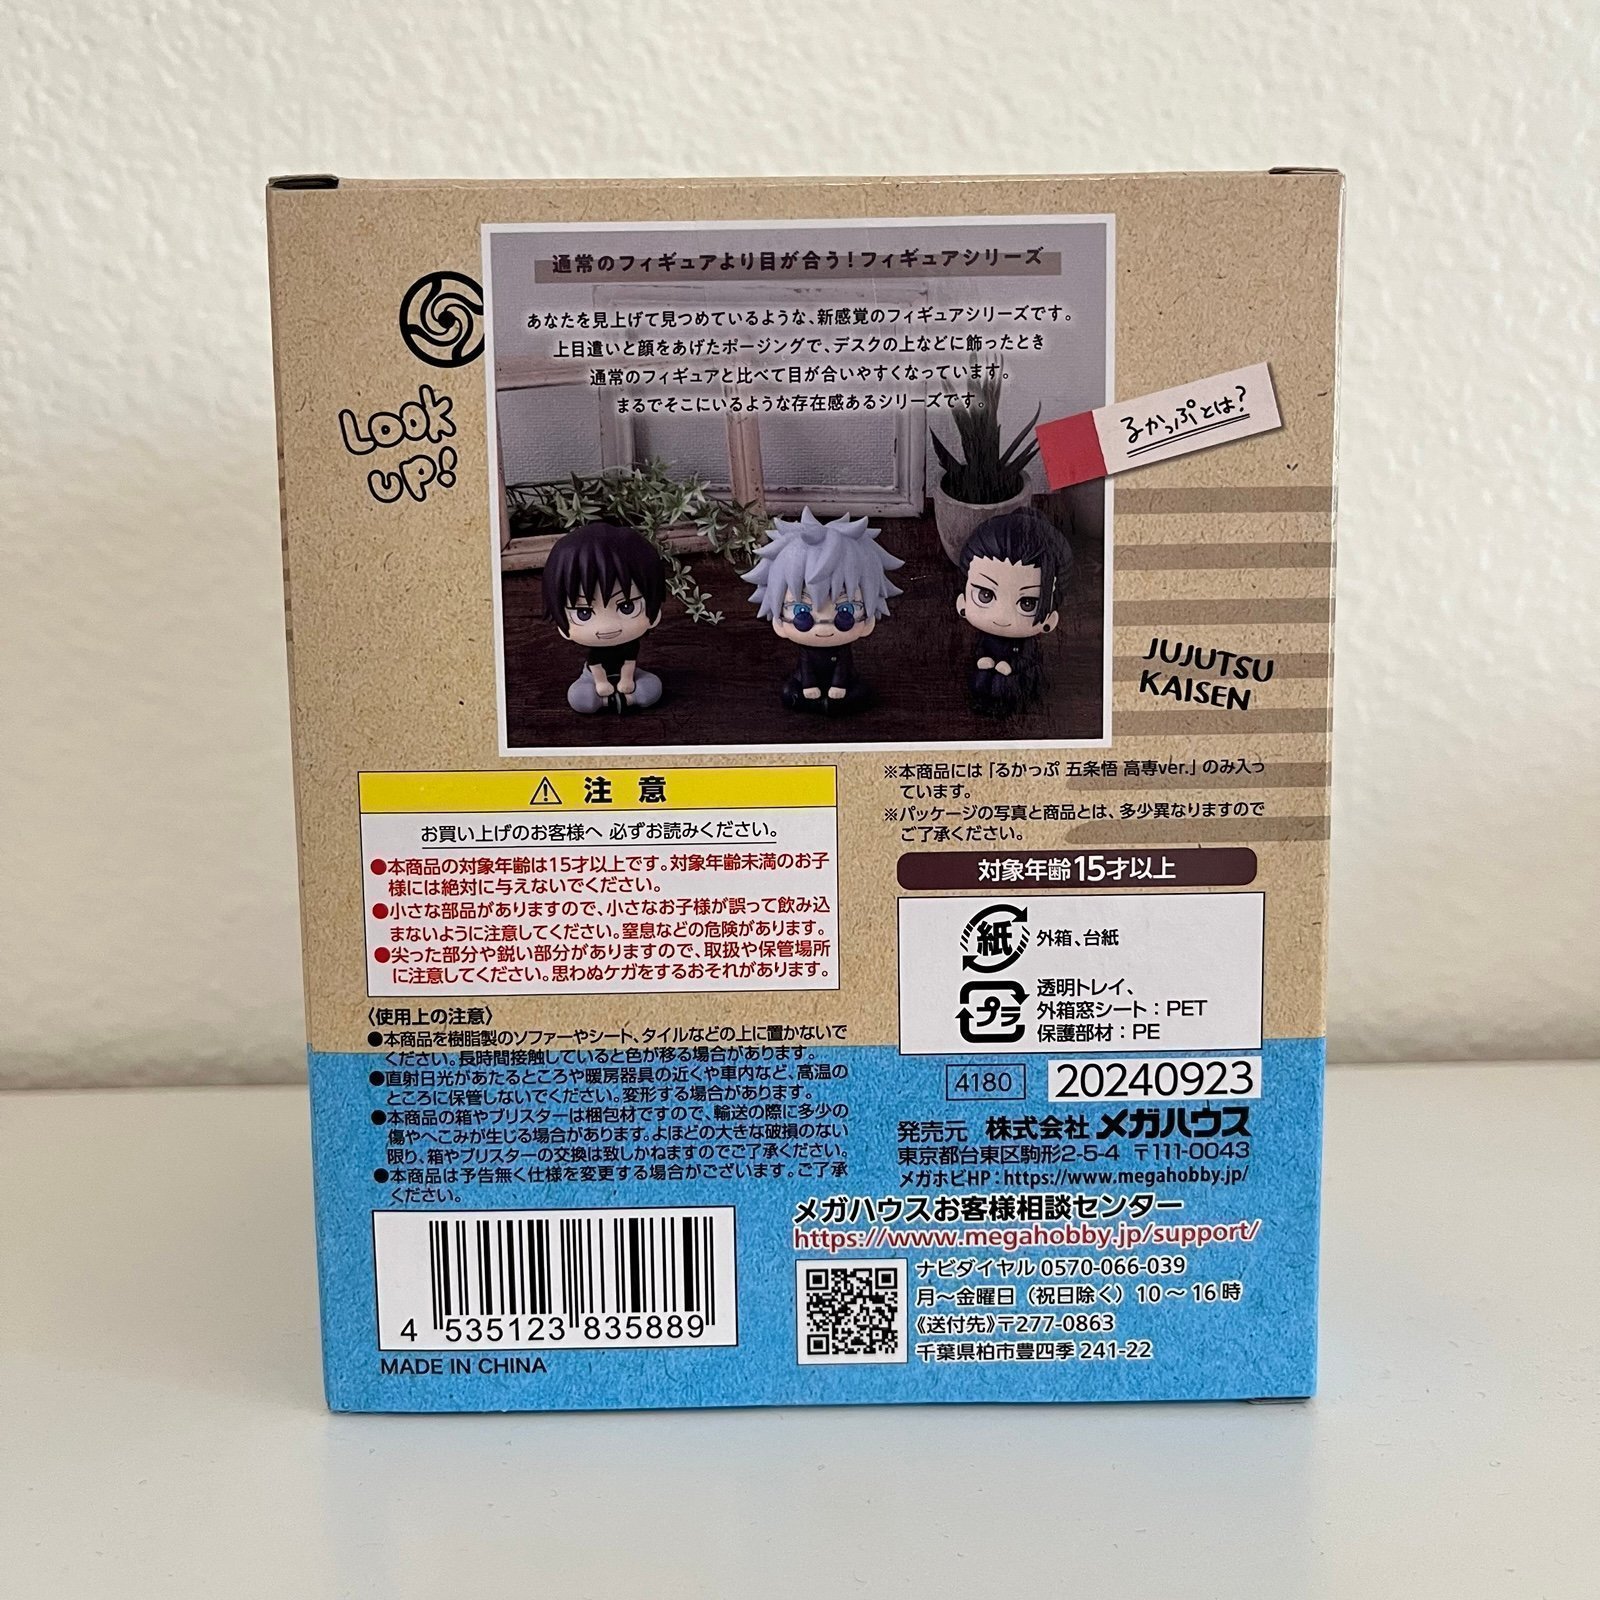 通常のフィギュアより目が合う!フィギュアシリーズ
あなたを見上げて見つめているような、新感覚のフィギュアシリーズです。
上目遣いと顔をあげたポージングで、デスクの上などに飾ったとき
通常のフィギュアと比べて目が合いやすくなっています。
まるでそこにいるような存在感あるシリーズです。
LOOK
UP!
るかっぷとは?
JUJUTSU
KAISEN
※本商品には「るかっぷ 五条悟 高専ver.」のみ入っ
ています。
※パッケージの写真と商品とは、多少異なりますので
ご了承ください。
対象年齢15才以上
注 意
お買い上げのお客様へ 必ずお読みください。
●本商品の対象年齢は15才以上です。対象年齢未満のお子
様には絶対に与えないでください。
●小さな部品がありますので、小さなお子様が誤って飲み込
まないように注意してください。窒息などの危険があります。
●尖った部分や鋭い部分がありますので、取扱や保管場所
に注意してください。思わぬケガをするおそれがあります。
〈使用上の注意〉
●本商品を樹脂製のソファーやシート、タイルなどの上に置かないで
ください。長時間接触していると色が移る場合があります。
●直射日光があたるところや暖房器具の近くや車内など、高温の
ところに保管しないでください。変形する場合があります。
●本商品の箱やブリスターは梱包材ですので、輸送の際に多少の
傷やへこみが生じる場合があります。よほどの大きな破損のない
限り、箱やブリスターの交換は致しかねますのでご了承ください。
●本商品は予告無く仕様を変更する場合がございます。ご了承
ください。
紙 外箱、台紙
プラ 透明トレイ、
外箱窓シート:PET
保護部材:PE
4180 20240923
発売元 株式会社 メガハウス
東京都台東区駒形2-5-4 〒111-0043
メガホビHP:https://www.megahobby.jp/
メガハウスお客様相談センター
https://www.megahobby.jp/support/
ナビダイヤル 0570-066-039
月〜金曜日(祝日除く)10〜16時
《送付先》〒277-0863
千葉県柏市豊四季 241-22
4 535123 835889
MADE IN CHINA